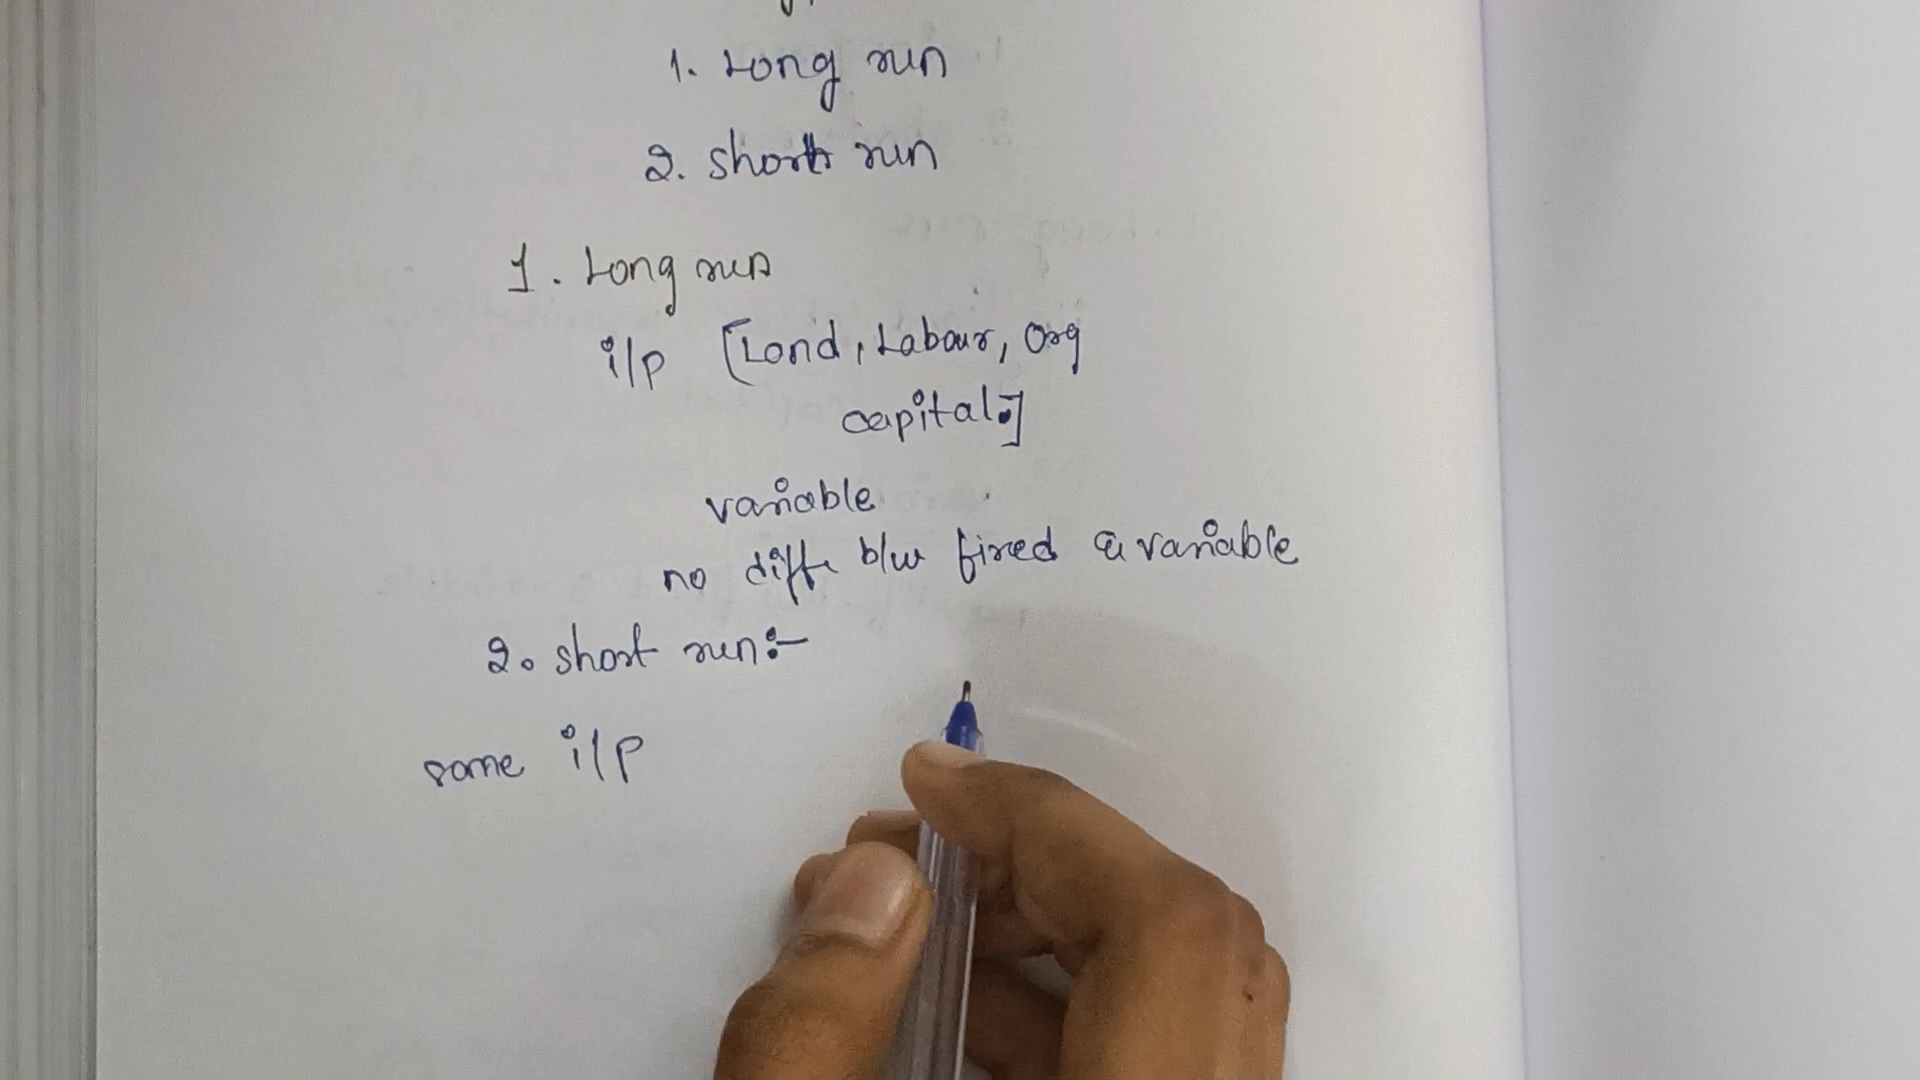 1. Long run
2. short run
1. Long run
i/p [Land, Labour, Org
capital.]
variable
no diff. b/w fixed & variable
2. short run:-
some i/p